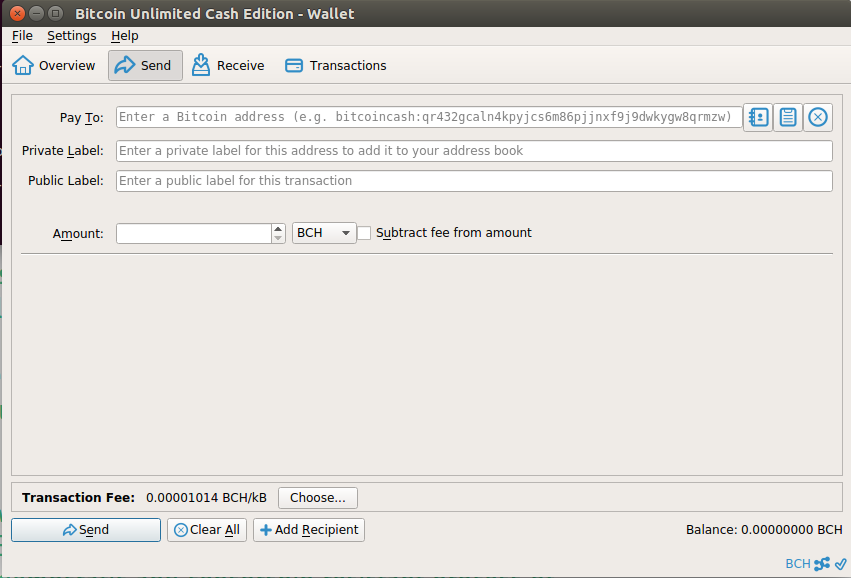 Bitcoin Unlimited Cash Edition - Wallet
File Settings Help
Overview Send Receive Transactions
Pay To: Enter a Bitcoin address (e.g. bitcoincash:qr432gcaln4kpyjcs6m86pjjnxf9j9dwkygw8qrmzw)
Private Label: Enter a private label for this address to add it to your address book
Public Label: Enter a public label for this transaction
Amount: BCH Subtract fee from amount
Transaction Fee: 0.00001014 BCH/kB Choose...
Send Clear All Add Recipient Balance: 0.00000000 BCH
BCH